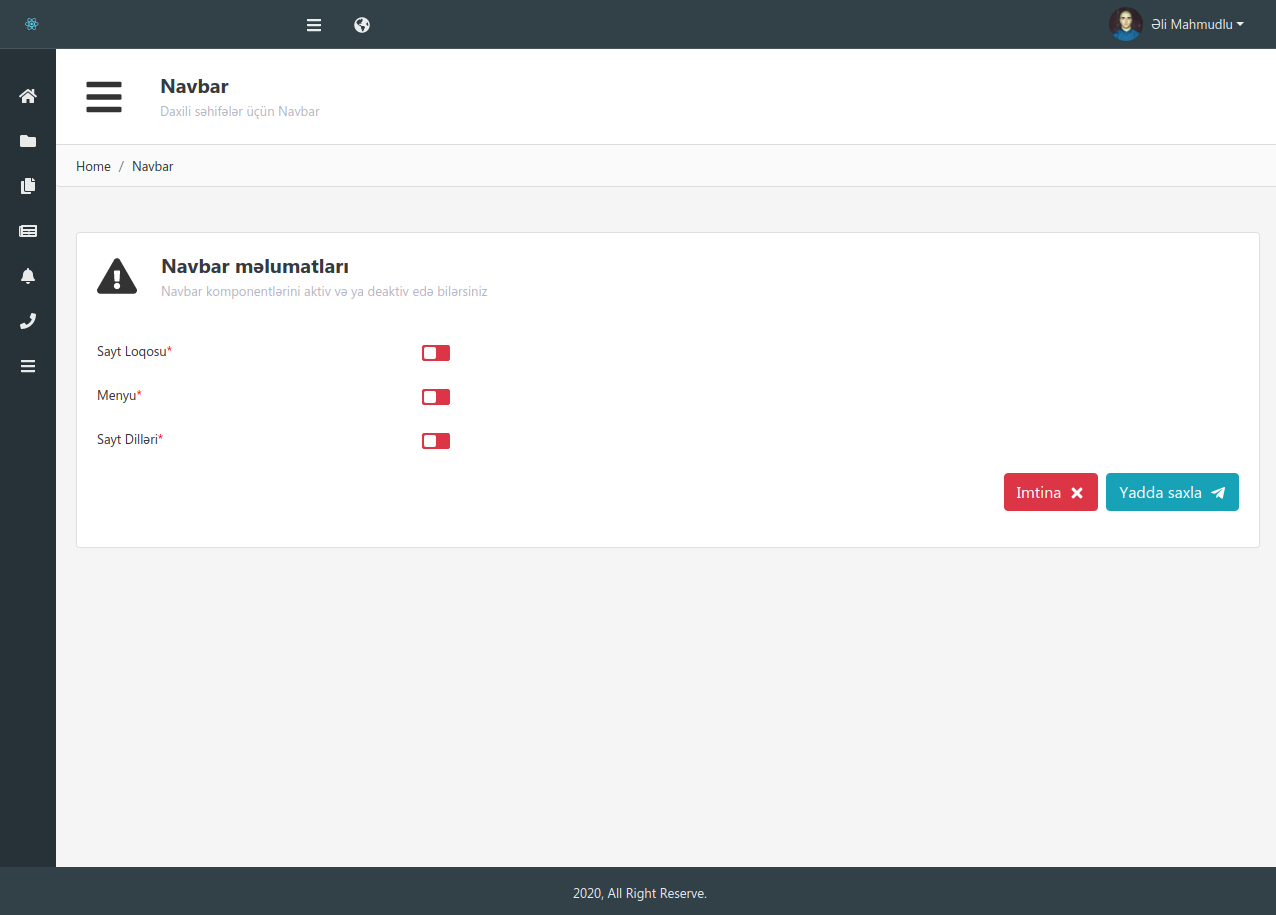 Əli Mahmudlu
Navbar
Daxili səhifələr üçün Navbar
Home / Navbar
Navbar məlumatları
Navbar komponentlərini aktiv və ya deaktiv edə bilərsiniz
Sayt Loqosu*
Menyu*
Sayt Dilləri*
Imtina Yadda saxla
2020, All Right Reserve.